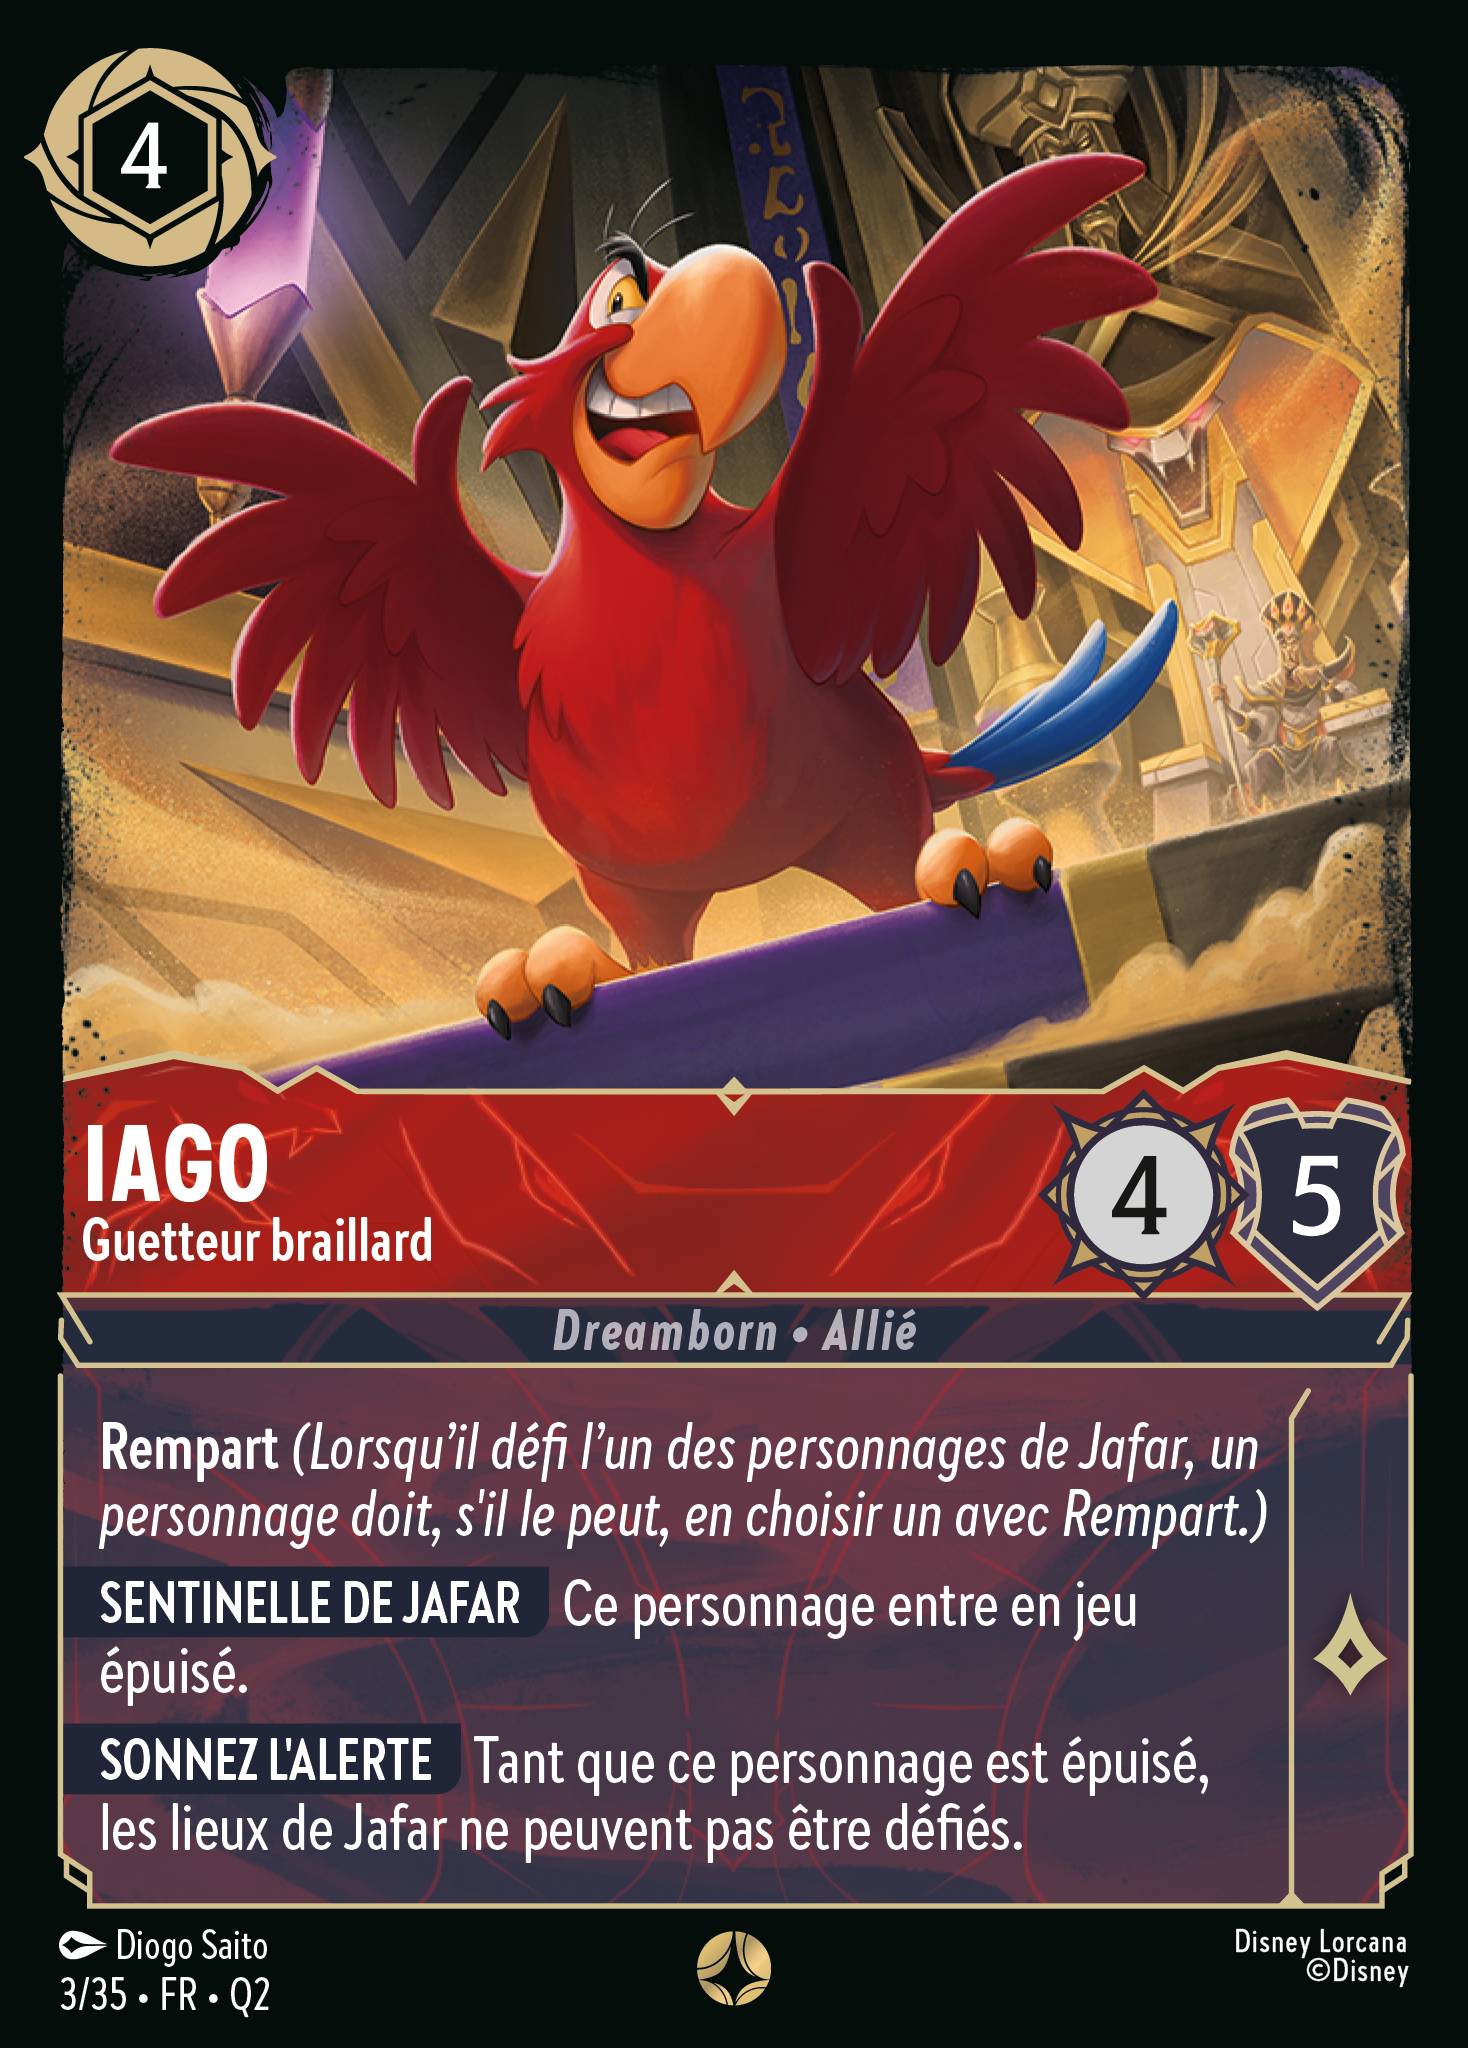 4
IAGO
Guetteur braillard
4
5
Dreamborn • Allié
Rempart (Lorsqu’il défi l’un des personnages de Jafar, un
personnage doit, s'il le peut, en choisir un avec Rempart.)
SENTINELLE DE JAFAR Ce personnage entre en jeu
épuisé.
SONNEZ L'ALERTE Tant que ce personnage est épuisé,
les lieux de Jafar ne peuvent pas être défiés.
Diogo Saito
3/35 • FR • Q2
Disney Lorcana
©Disney